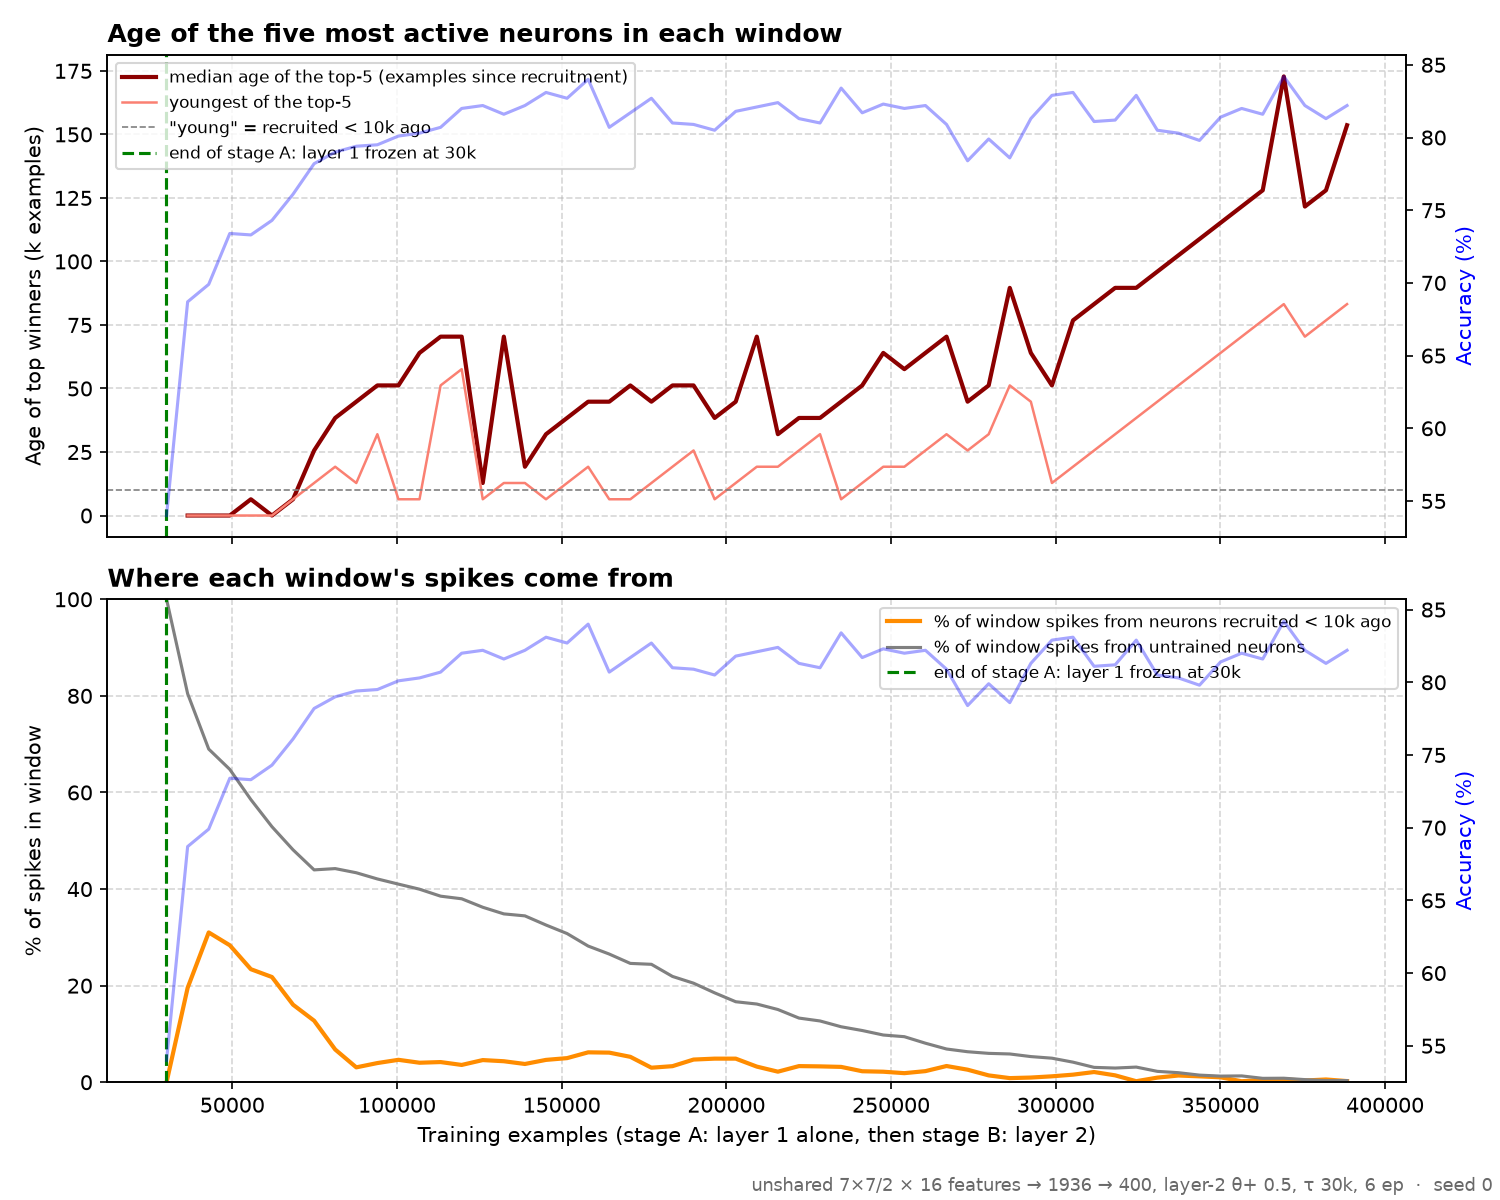 Age of the five most active neurons in each window
median age of the top-5 (examples since recruitment)
youngest of the top-5
"young" = recruited < 10k ago
end of stage A: layer 1 frozen at 30k
Age of top winners (k examples)
175
150
125
100
75
50
25
0
85
80
75
70
65
60
55
Accuracy (%)
Where each window's spikes come from
% of window spikes from neurons recruited < 10k ago
% of window spikes from untrained neurons
end of stage A: layer 1 frozen at 30k
% of spikes in window
100
80
60
40
20
0
85
80
75
70
65
60
55
Accuracy (%)
50000 100000 150000 200000 250000 300000 350000 400000
Training examples (stage A: layer 1 alone, then stage B: layer 2)
unshared 7×7/2 × 16 features → 1936 → 400, layer-2 θ+ 0.5, τ 30k, 6 ep · seed 0